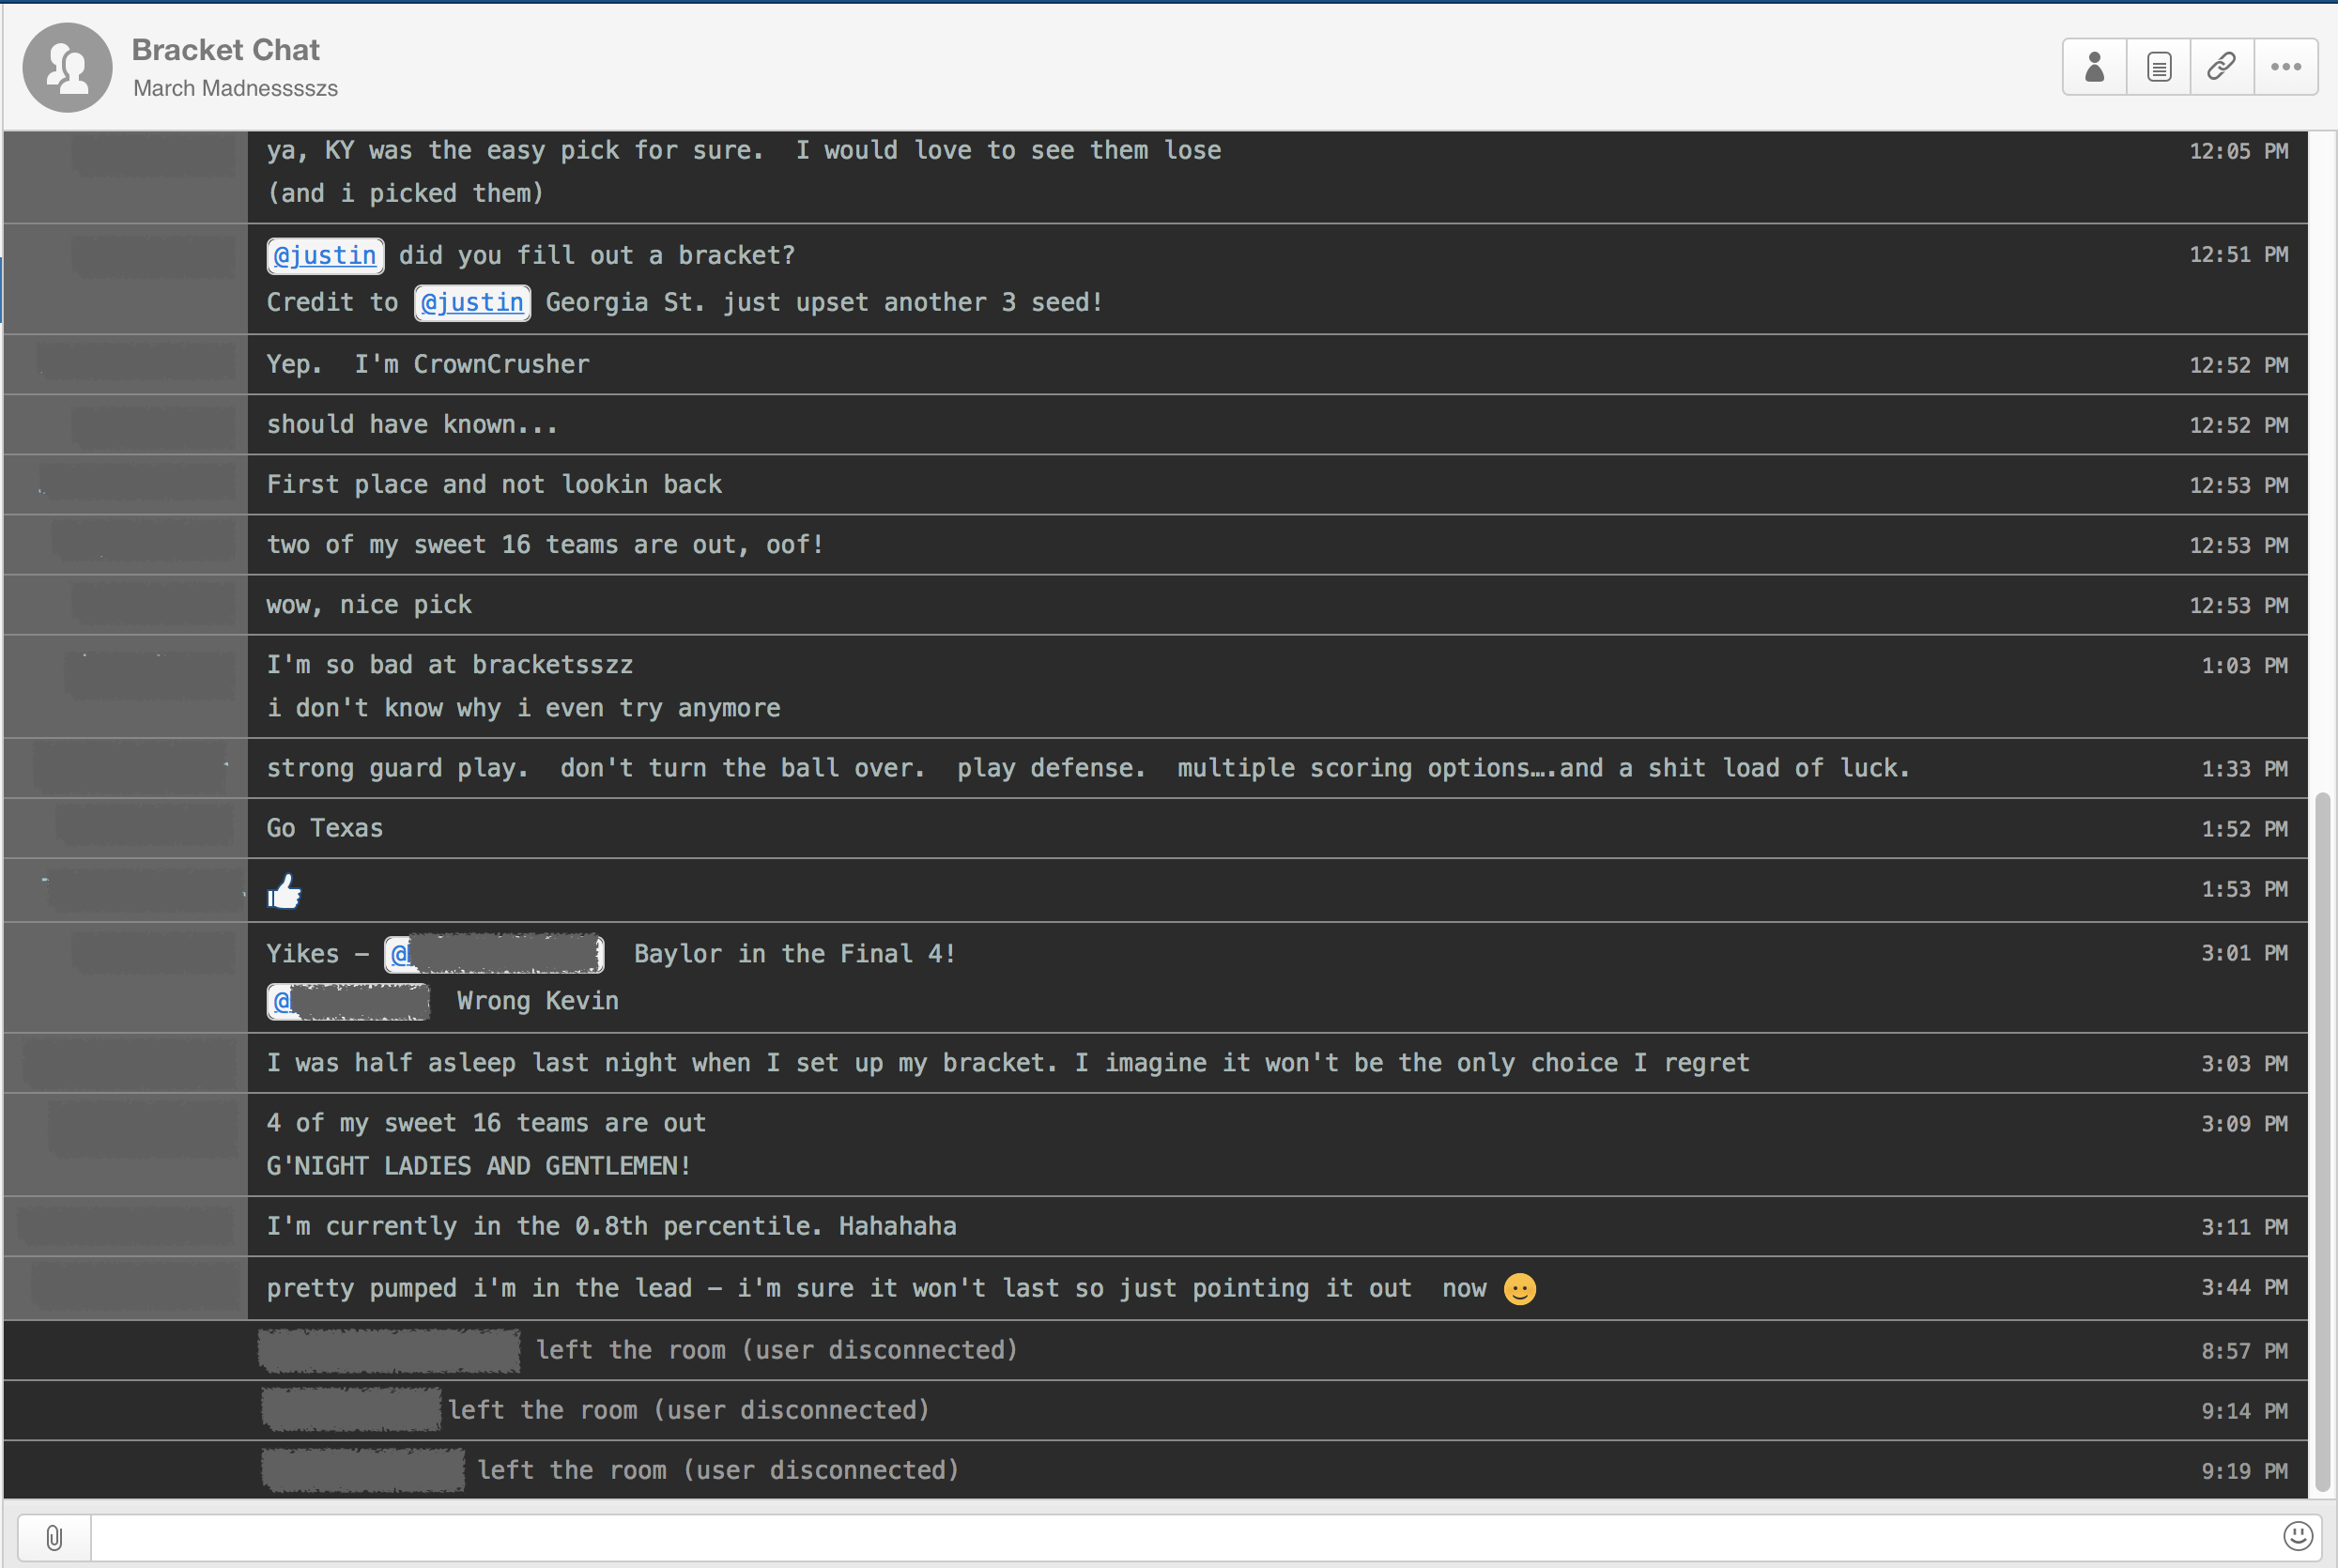 Bracket Chat
March Madnesssszs
ya, KY was the easy pick for sure.  I would love to see them lose 12:05 PM
(and i picked them)
@justin did you fill out a bracket? 12:51 PM
Credit to @justin Georgia St. just upset another 3 seed!
Yep.  I'm CrownCrusher 12:52 PM
should have known... 12:52 PM
First place and not lookin back 12:53 PM
two of my sweet 16 teams are out, oof! 12:53 PM
wow, nice pick 12:53 PM
I'm so bad at bracketsszz 1:03 PM
i don't know why i even try anymore
strong guard play.  don't turn the ball over.  play defense.  multiple scoring options….and a shit load of luck. 1:33 PM
Go Texas 1:52 PM
1:53 PM
Yikes – @ Baylor in the Final 4! 3:01 PM
@ Wrong Kevin
I was half asleep last night when I set up my bracket. I imagine it won't be the only choice I regret 3:03 PM
4 of my sweet 16 teams are out 3:09 PM
G'NIGHT LADIES AND GENTLEMEN!
I'm currently in the 0.8th percentile. Hahahaha 3:11 PM
pretty pumped i'm in the lead – i'm sure it won't last so just pointing it out  now 3:44 PM
left the room (user disconnected) 8:57 PM
left the room (user disconnected) 9:14 PM
left the room (user disconnected) 9:19 PM